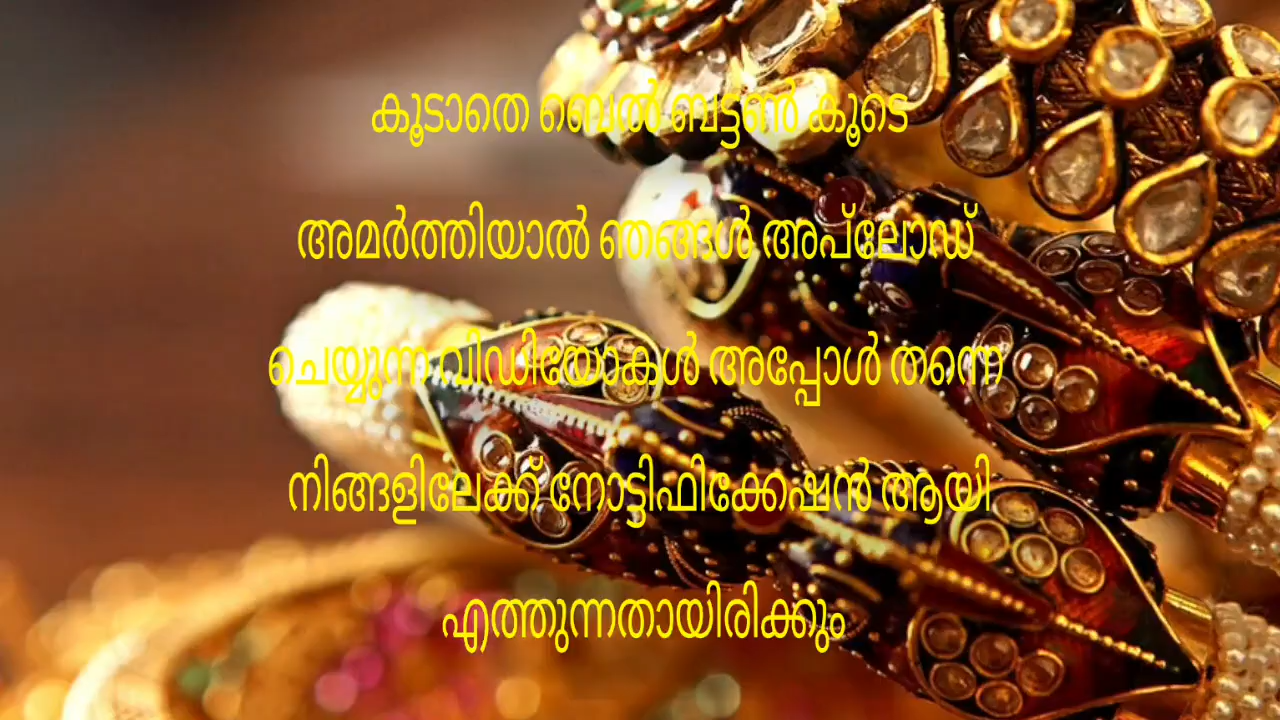 കൂടാതെ ബെൽ ബട്ടൺ കൂടെ
അമർത്തിയാൽ ഞങ്ങൾ അപ്ലോഡ്
ചെയ്യുന്ന വിഡിയോകൾ അപ്പോൾ തന്നെ
നിങ്ങളിലേക്ക് നോട്ടിഫിക്കേഷൻ ആയി
എത്തുന്നതായിരിക്കും